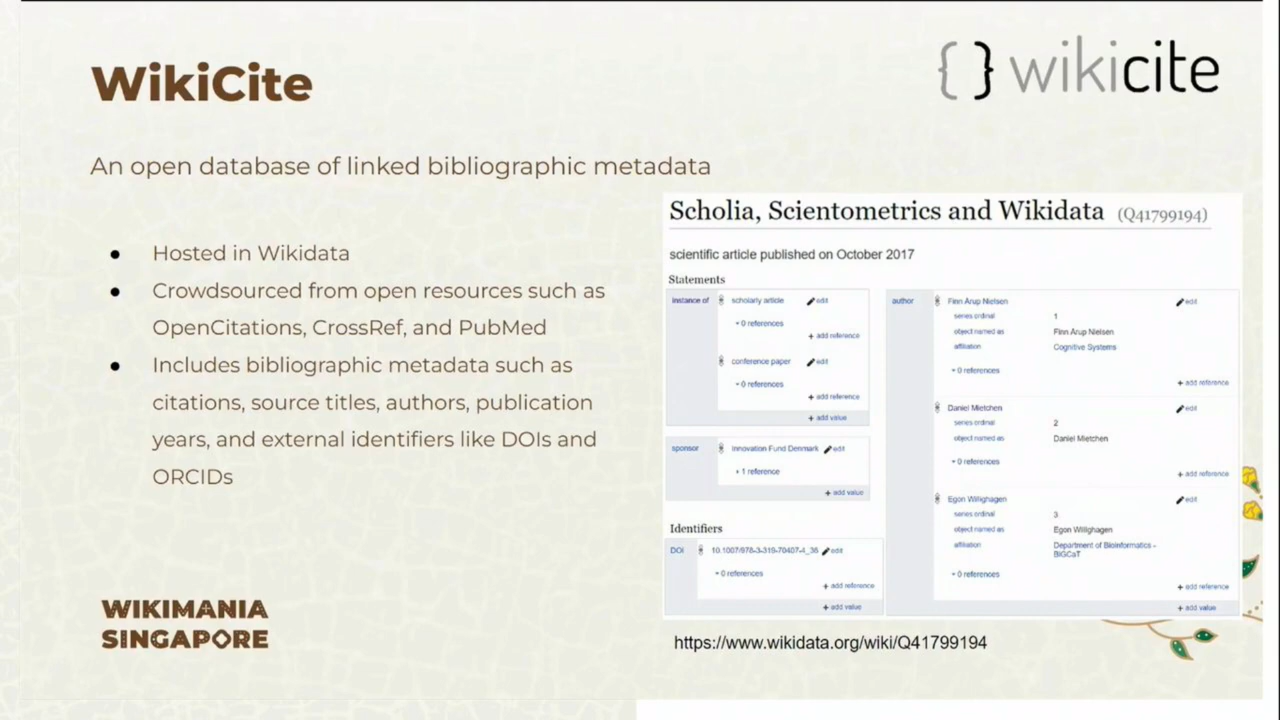 WikiCite
{ } wikicite
An open database of linked bibliographic metadata
● Hosted in Wikidata
● Crowdsourced from open resources such as
OpenCitations, CrossRef, and PubMed
● Includes bibliographic metadata such as
citations, source titles, authors, publication
years, and external identifiers like DOIs and
ORCIDs
WIKIMANIA
SINGAPORE
Scholia, Scientometrics and Wikidata (Q41799194)
scientific article published on October 2017
Statements
instance of
scholarly article
edit
0 references
+ add reference
conference paper
edit
0 references
+ add reference
+ add value
sponsor
Innovation Fund Denmark
edit
1 reference
+ add value
Identifiers
DOI
10.1007/978-3-319-70407-4_36
edit
0 references
+ add reference
+ add value
author
Finn Årup Nielsen
edit
series ordinal 1
object named as Finn Årup Nielsen
affiliation Cognitive Systems
0 references
+ add reference
Daniel Mietchen
edit
series ordinal 2
object named as Daniel Mietchen
0 references
+ add reference
Egon Willighagen
edit
series ordinal 3
object named as Egon Willighagen
affiliation Department of Bioinformatics -
BiGCaT
0 references
+ add reference
+ add value
https://www.wikidata.org/wiki/Q41799194